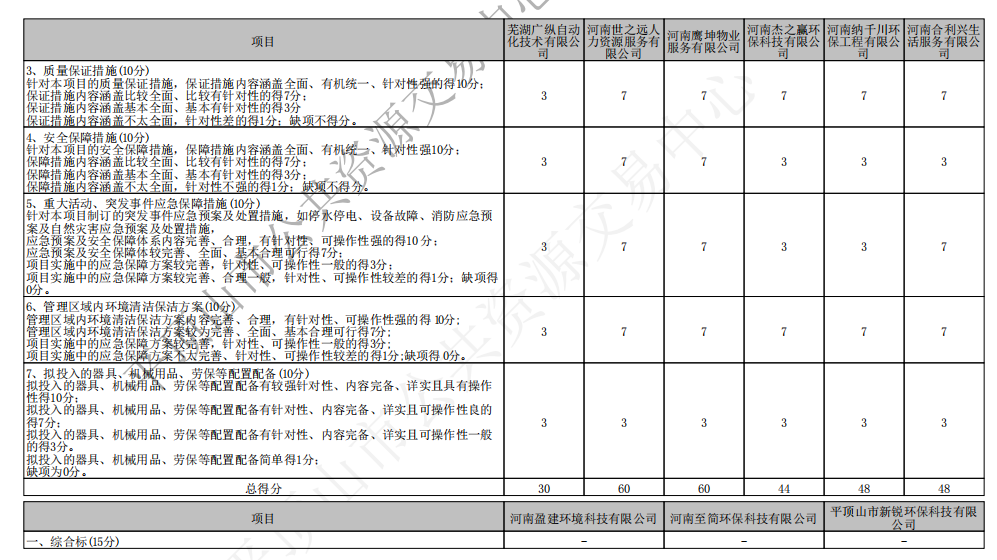 项目
芜湖广纵自动化技术有限公司
河南世之远人力资源服务有限公司
河南鹰坤物业服务有限公司
河南杰之赢环保科技有限公司
河南纳千川环保工程有限公司
河南合利兴生活服务有限公司
3、质量保证措施(10分)
针对本项目的质量保证措施，保证措施内容涵盖全面、有机统一、针对性强的得10分；
保证措施内容涵盖比较全面、比较有针对性的得7分；
保证措施内容涵盖基本全面、基本有针对性的得3分
保证措施内容涵盖不太全面，针对性差的得1分；缺项不得分。
3 7 7 7 7 7
4、安全保障措施(10分)
针对本项目的安全保障措施，保障措施内容涵盖全面、有机统一、针对性强10分；
保障措施内容涵盖比较全面、比较有针对性的得7分；
保障措施内容涵盖基本全面、基本有针对性的得3分；
保障措施内容涵盖不太全面，针对性不强的得1分；缺项不得分。
3 7 7 3 3 3
5、重大活动、突发事件应急保障措施(10分)
针对本项目制订的突发事件应急预案及处置措施，如停水停电、设备故障、消防应急预
案及自然灾害应急预案及处置措施，
应急预案及安全保障体系内容完善、合理，有针对性、可操作性强的得10分；
应急预案及安全保障体较完善、全面、基本合理可行得7分；
项目实施中的应急保障方案较完善，针对性、可操作性一般的得3分；
项目实施中的应急保障方案较完善、合理一般，针对性、可操作性较差的得1分；缺项得
0分。
3 7 7 3 3 7
6、管理区域内环境清洁保洁方案(10分)
管理区域内环境清洁保洁方案内容完善、合理，有针对性、可操作性强的得 10分；
管理区域内环境清洁保洁方案较为完善、全面、基本合理可行得7分；
项目实施中的应急保障方案较完善，针对性、可操作性一般的得3分；
项目实施中的应急保障方案不太完善、针对性、可操作性较差的得1分；缺项得 0分。
3 7 7 7 7 7
7、拟投入的器具、机械用品、劳保等配置配备(10分)
拟投入的器具、机械用品、劳保等配置配备有较强针对性、内容完备、详实且具有操作
性得10分；
拟投入的器具、机械用品、劳保等配置配备有针对性、内容完备、详实且可操作性良的
得7分；
拟投入的器具、机械用品、劳保等配置配备有针对性、内容完备、详实且可操作性一般
的得3分。
拟投入的器具、机械用品、劳保等配置配备简单得1分；
缺项为0分。
3 3 3 3 3 3
总得分 30 60 60 44 48 48
项目
河南盈建环境科技有限公司
河南至简环保科技有限公司
平顶山市新锐环保科技有限公司
一、综合标(15分) - - -
平顶山市公共资源交易中心
平顶山市公共资源交易中心